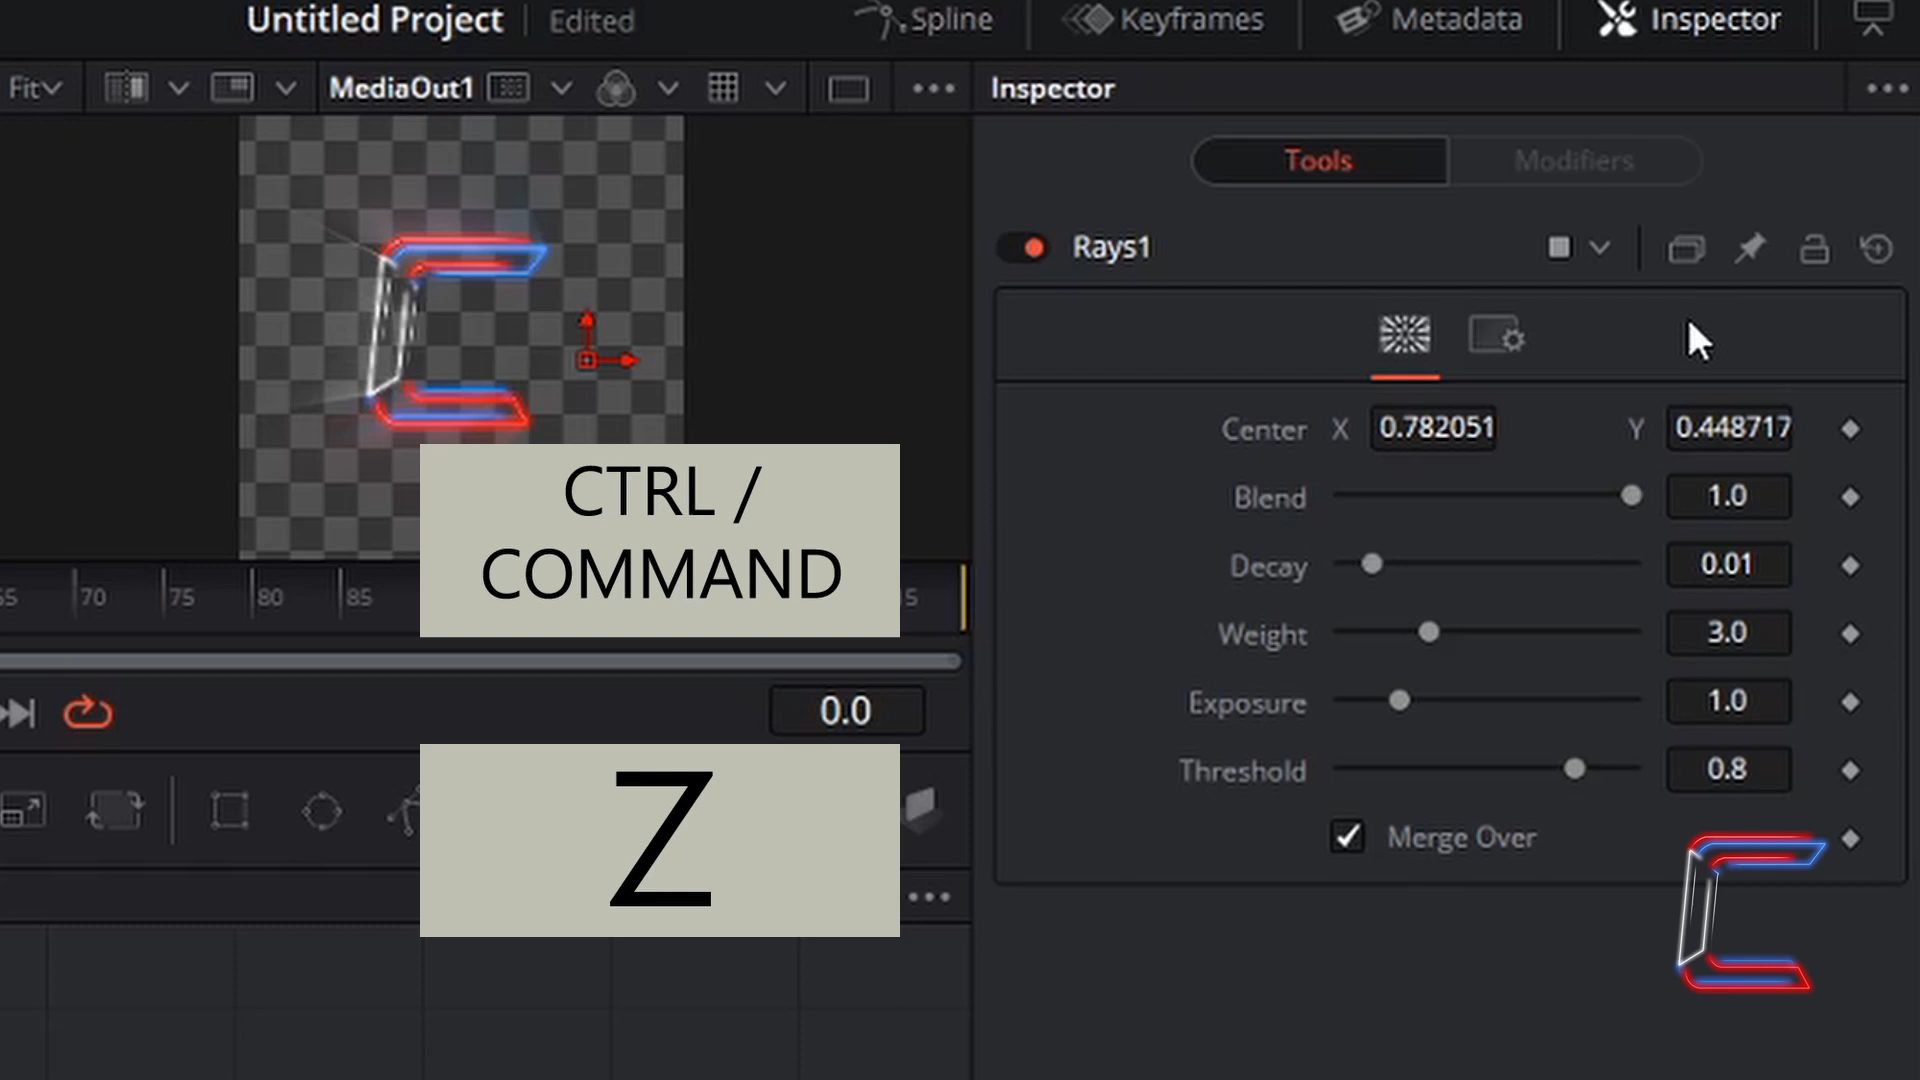 Untitled Project
Edited
Spline
Keyframes
Metadata
Inspector
Fit
MediaOut1
Inspector
Tools
Modifiers
Rays1
Center X 0.782051 Y 0.448717
Blend 1.0
Decay 0.01
Weight 3.0
Exposure 1.0
Threshold 0.8
Merge Over
CTRL /
COMMAND
70 75 80 85
0.0
Z